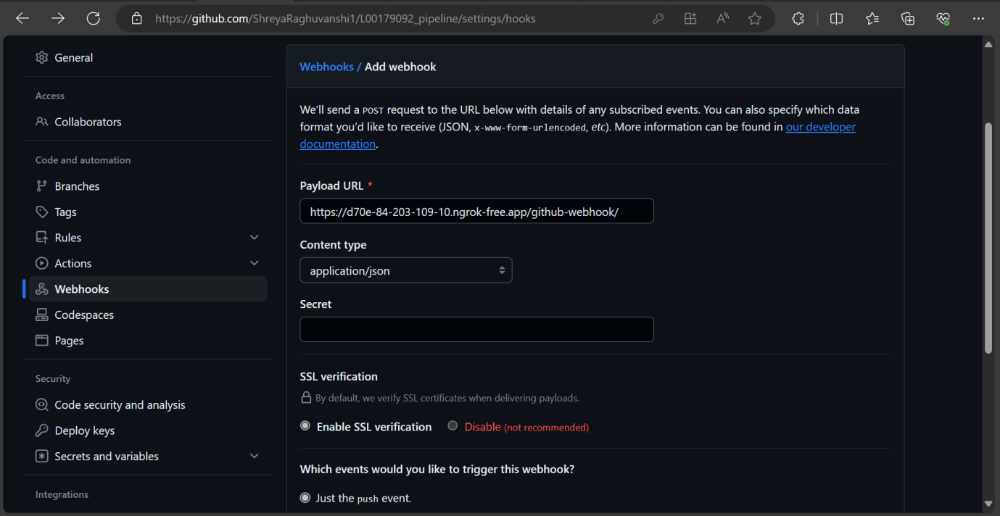 https://github.com/ShreyaRaghuvanshi1/L00179092_pipeline/settings/hooks
General
Access
Collaborators
Code and automation
Branches
Tags
Rules
Actions
Webhooks
Codespaces
Pages
Security
Code security and analysis
Deploy keys
Secrets and variables
Integrations
Webhooks / Add webhook
We'll send a POST request to the URL below with details of any subscribed events. You can also specify which data
format you'd like to receive (JSON, x-www-form-urlencoded, etc). More information can be found in our developer
documentation.
Payload URL *
https://d70e-84-203-109-10.ngrok-free.app/github-webhook/
Content type
application/json
Secret
SSL verification
By default, we verify SSL certificates when delivering payloads.
Enable SSL verification Disable (not recommended)
Which events would you like to trigger this webhook?
Just the push event.